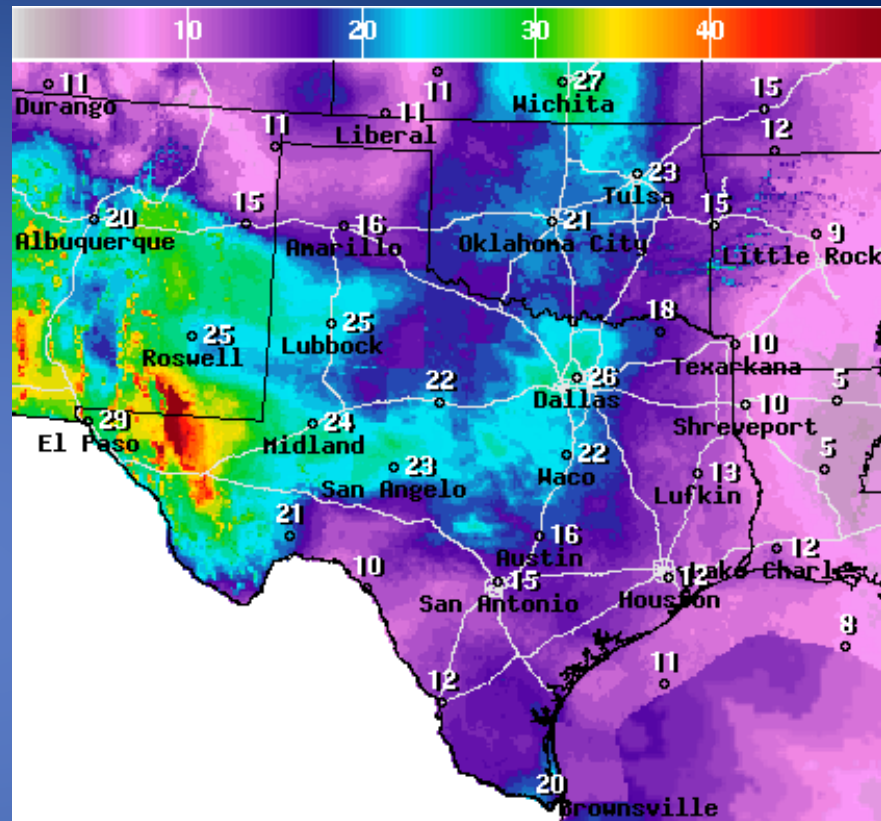 10 20 30 40
11 11 27 15
Durango Wichita
11 11 12
Liberal
23
Tulsa
20 15 16 21 15 9
Albuquerque Amarillo Oklahoma City Little Rock
25 25 18
Roswell Lubbock 10
Texarkana
26
22 Dallas 10 5
29 24 Shreveport
El Paso Midland
23 22 13 5
San Angelo Waco Lufkin
21 16 12
Austin
10 15 12 Lake Charles
San Antonio Houston
8
11
12
20
Brownsville